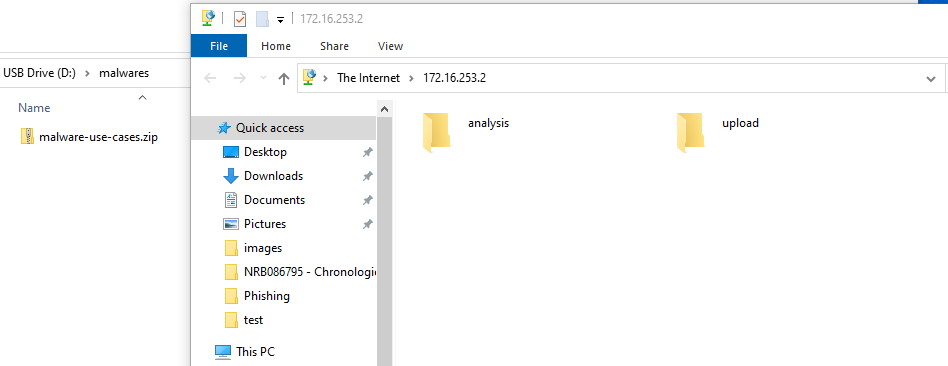 USB Drive (D:) > malwares
Name
malware-use-cases.zip
172.16.253.2
File Home Share View
The Internet > 172.16.253.2
Quick access
Desktop
Downloads
Documents
Pictures
images
NRB086795 - Chronologi
Phishing
test
This PC
analysis
upload